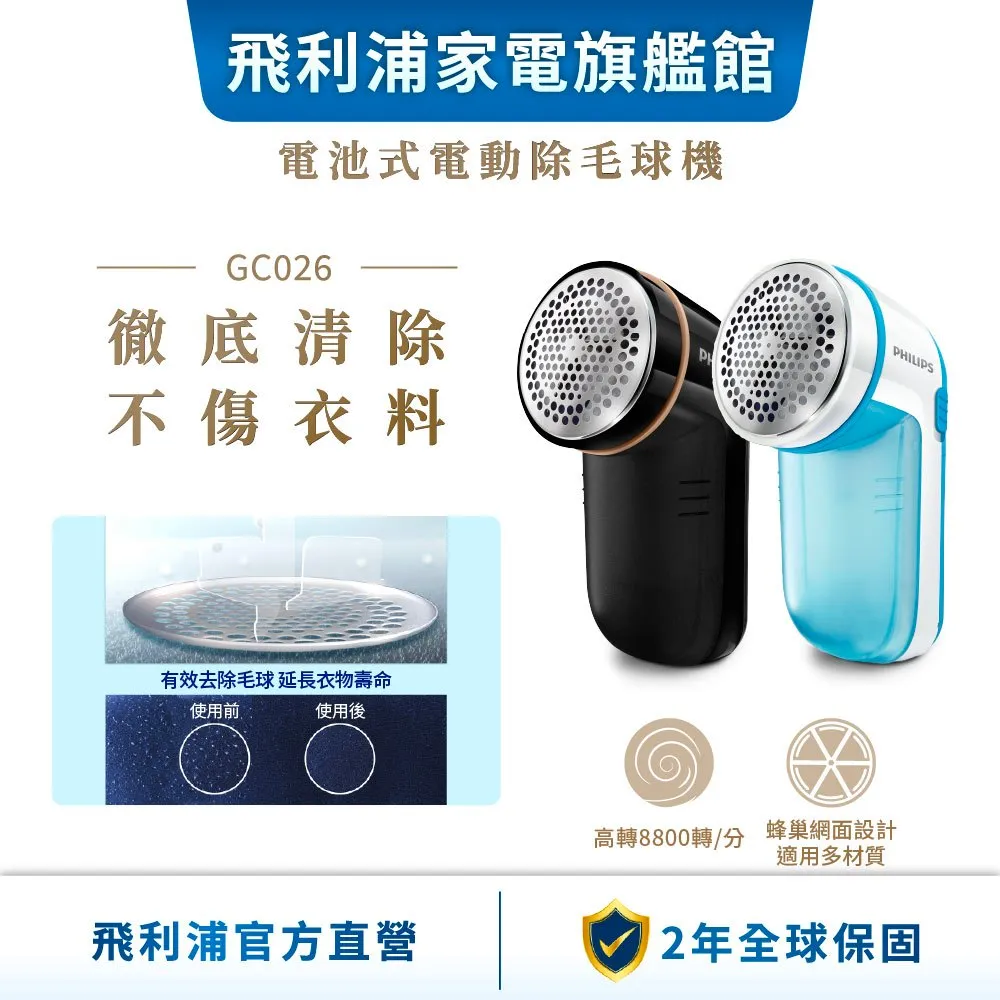 飛利浦家電旗艦館
電池式電動除毛球機
GC026
徹底清除
不傷衣料
PH
PHILIPS
有效去除毛球 延長衣物壽命
使用前
使用後
高轉8800轉/分
蜂巢網面設計
適用多材質
飛利浦官方直營
2年全球保固